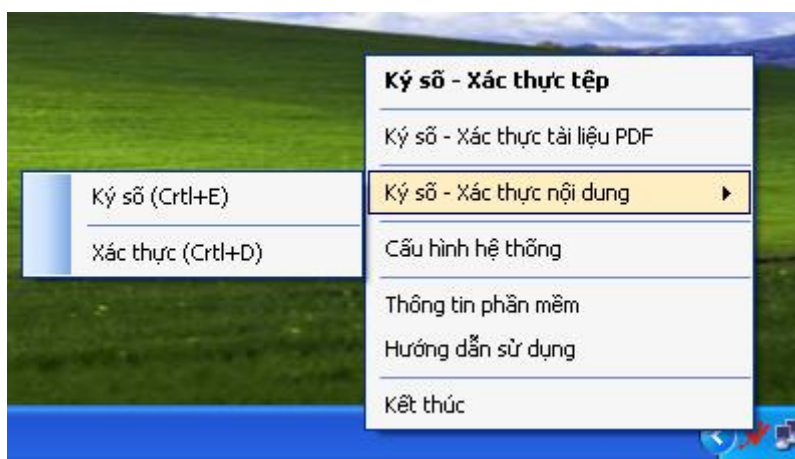 Ký số - Xác thực tệp
Ký số - Xác thực tài liệu PDF
Ký số - Xác thực nội dung
Ký số (Crtl+E)
Xác thực (Crtl+D)
Cấu hình hệ thống
Thông tin phần mềm
Hướng dẫn sử dụng
Kết thúc